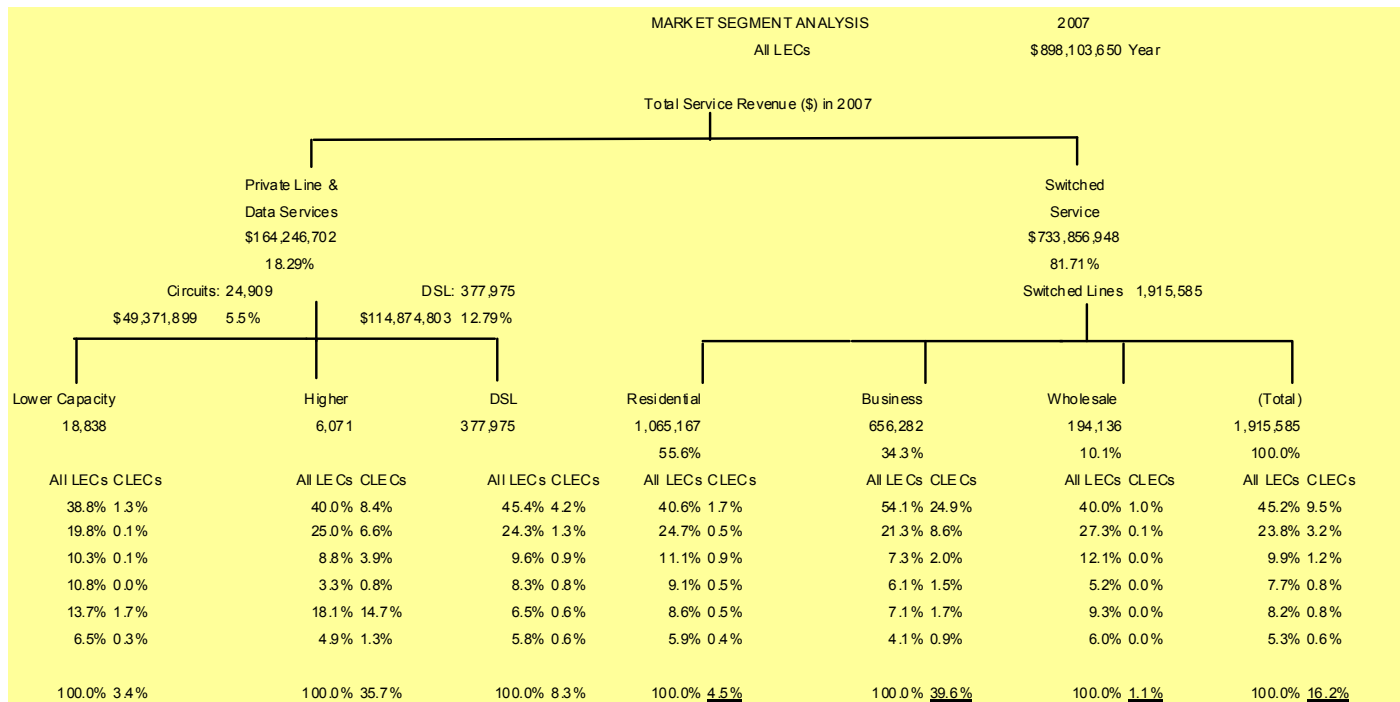 MARKET SEGMENT ANALYSIS 2007
All LECs $898,103,650 Year
Total Service Revenue ($) in 2007
Private Line & Switched
Data Services Service
$164,246,702 $733,856,948
18.29% 81.71%
Circuits: 24,909 DSL: 377,975 Switched Lines 1,915,585
$49,371,899 5.5% $114,874,803 12.79%
Lower Capacity Higher DSL Residential Business Wholesale (Total)
18,838 6,071 377,975 1,065,167 656,282 194,136 1,915,585
55.6% 34.3% 10.1% 100.0%
All LECs CLECs All LECs CLECs All LECs CLECs All LECs CLECs All LECs CLECs All LECs CLECs All LECs CLECs
38.8% 1.3% 40.0% 8.4% 45.4% 4.2% 40.6% 1.7% 54.1% 24.9% 40.0% 1.0% 45.2% 9.5%
19.8% 0.1% 25.0% 6.6% 24.3% 1.3% 24.7% 0.5% 21.3% 8.6% 27.3% 0.1% 23.8% 3.2%
10.3% 0.1% 8.8% 3.9% 9.6% 0.9% 11.1% 0.9% 7.3% 2.0% 12.1% 0.0% 9.9% 1.2%
10.8% 0.0% 3.3% 0.8% 8.3% 0.8% 9.1% 0.5% 6.1% 1.5% 5.2% 0.0% 7.7% 0.8%
13.7% 1.7% 18.1% 14.7% 6.5% 0.6% 8.6% 0.5% 7.1% 1.7% 9.3% 0.0% 8.2% 0.8%
6.5% 0.3% 4.9% 1.3% 5.8% 0.6% 5.9% 0.4% 4.1% 0.9% 6.0% 0.0% 5.3% 0.6%
100.0% 3.4% 100.0% 35.7% 100.0% 8.3% 100.0% 4.5% 100.0% 39.6% 100.0% 1.1% 100.0% 16.2%